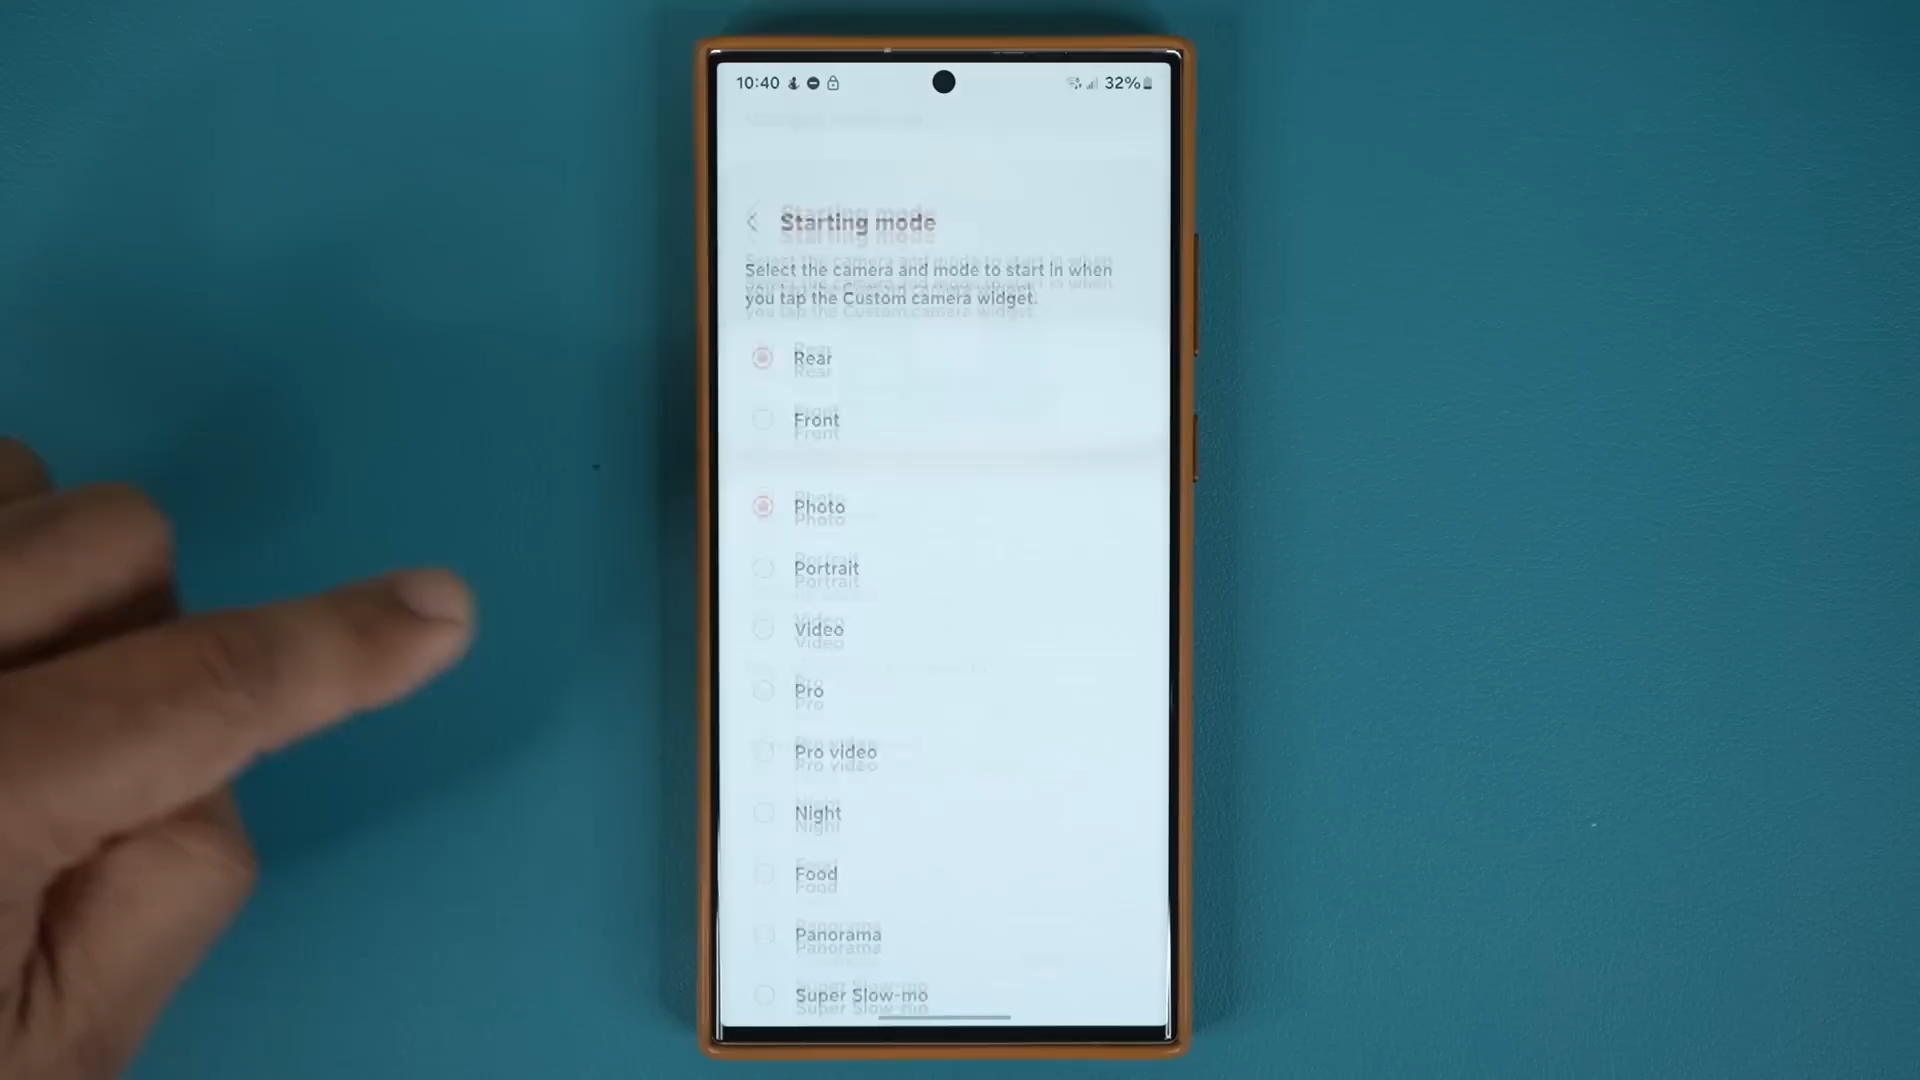 10:40 32%
Starting mode
Select the camera and mode to start in when
you tap the Custom camera widget.
Rear
Front
Photo
Portrait
Video
Pro
Pro video
Night
Food
Panorama
Super Slow-mo